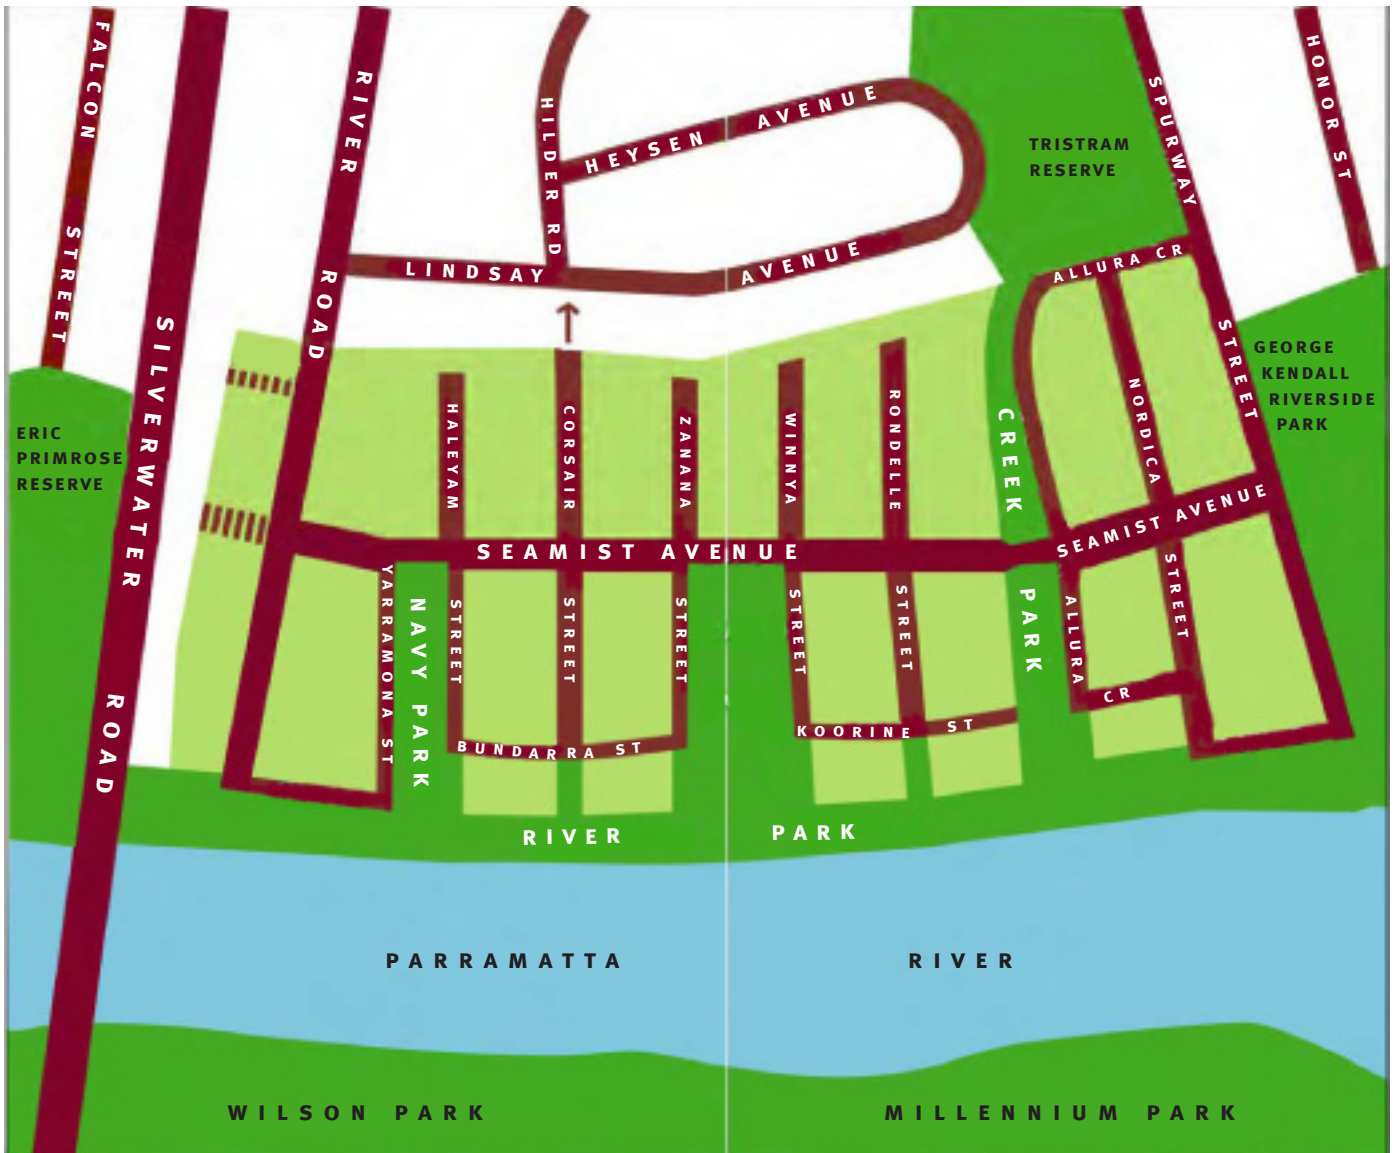 FALCON STREET
SILVERWATER ROAD
RIVER ROAD
HILDER RD
HEYSEN AVENUE
LINDSAY AVENUE
TRISTRAM
RESERVE
SPURWAY STREET
HONOR ST
ALLURA CR
GEORGE
KENDALL
RIVERSIDE
PARK
ERIC
PRIMROSE
RESERVE
HALEYAM STREET
CORSAIR STREET
ZANANA STREET
WINNYA STREET
RONDELLE STREET
CREEK PARK
NORDICA STREET
SEAMIST AVENUE
SEAMIST AVENUE
YARRAMONA ST
NAVY PARK
ALLURA CR
BUNDARRA ST
KOORINE ST
RIVER PARK
PARRAMATTA RIVER
WILSON PARK
MILLENNIUM PARK